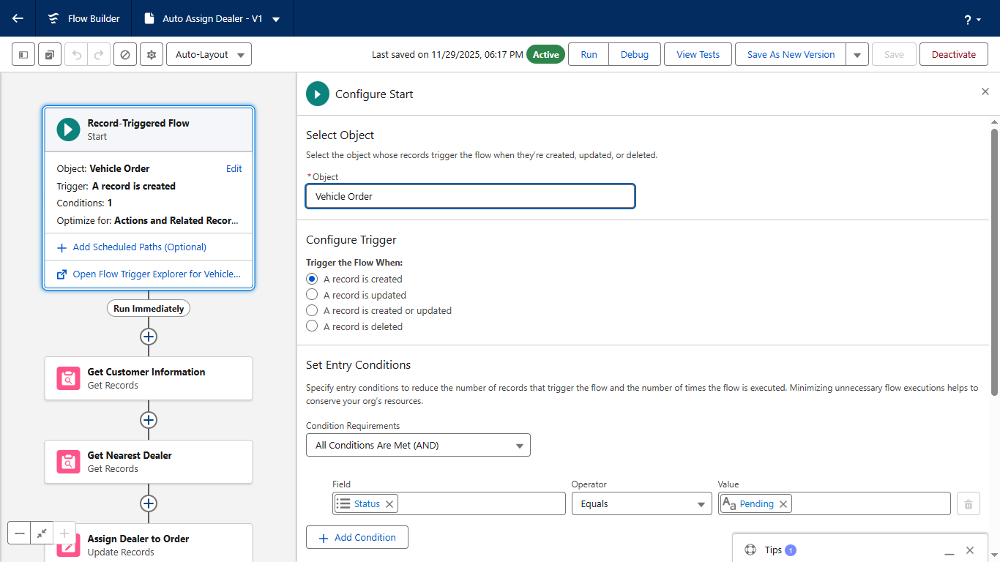 Flow Builder
Auto Assign Dealer - V1
?
Auto-Layout
Last saved on 11/29/2025, 06:17 PM
Active
Run
Debug
View Tests
Save As New Version
Save
Deactivate
Record-Triggered Flow
Start
Object: Vehicle Order
Edit
Trigger: A record is created
Conditions: 1
Optimize for: Actions and Related Recor...
Add Scheduled Paths (Optional)
Open Flow Trigger Explorer for Vehicle...
Run Immediately
Get Customer Information
Get Records
Get Nearest Dealer
Get Records
Assign Dealer to Order
Update Records
Configure Start
Select Object
Select the object whose records trigger the flow when they're created, updated, or deleted.
*Object
Vehicle Order
Configure Trigger
Trigger the Flow When:
A record is created
A record is updated
A record is created or updated
A record is deleted
Set Entry Conditions
Specify entry conditions to reduce the number of records that trigger the flow and the number of times the flow is executed. Minimizing unnecessary flow executions helps to
conserve your org's resources.
Condition Requirements
All Conditions Are Met (AND)
Field
Operator
Value
Status
Equals
Aa Pending
Add Condition
Tips 1